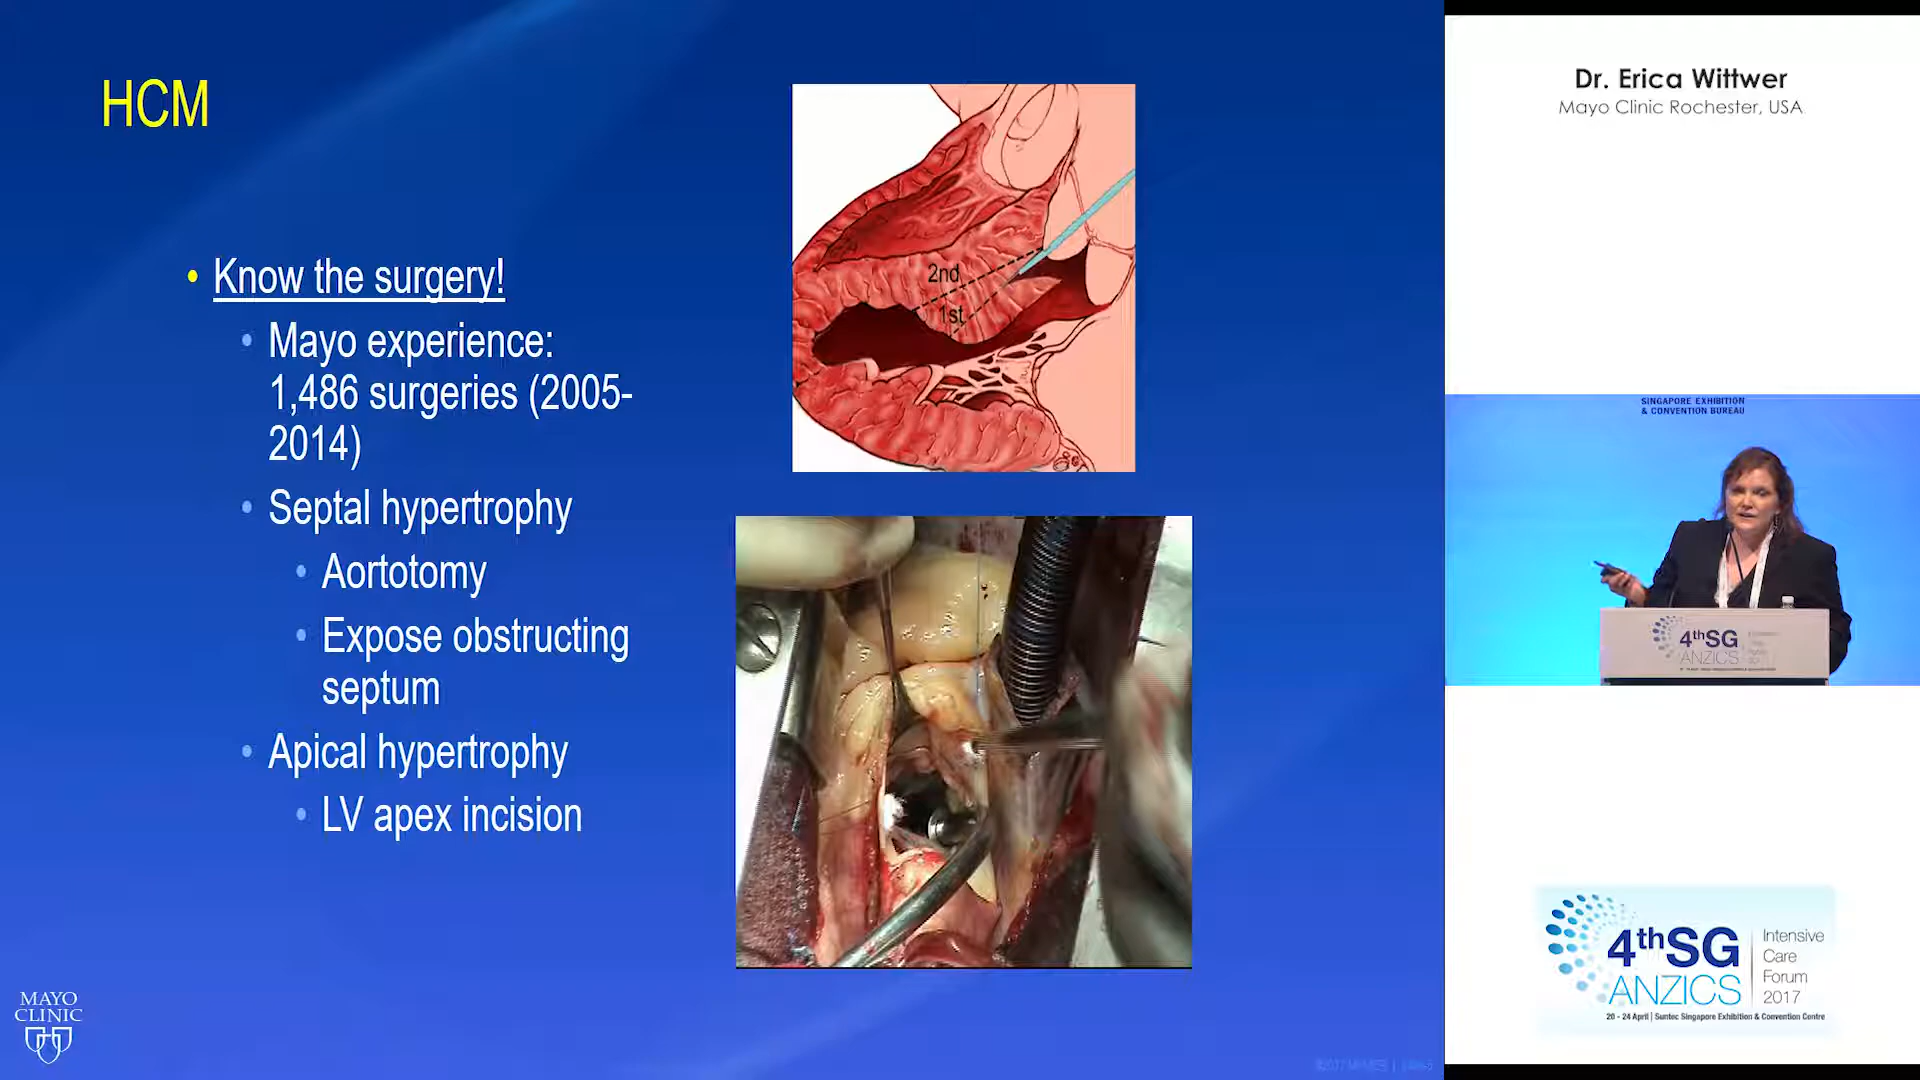 HCM
• Know the surgery!
• Mayo experience:
1,486 surgeries (2005-
2014)
• Septal hypertrophy
• Aortotomy
• Expose obstructing
septum
• Apical hypertrophy
• LV apex incision
2nd
1st
MAYO
CLINIC
Dr. Erica Wittwer
Mayo Clinic Rochester, USA
SINGAPORE EXHIBITION
& CONVENTION BUREAU
4thSG
ANZICS
4thSG
ANZICS
Intensive
Care
Forum
2017
20 - 24 April | Suntec Singapore Exhibition & Convention Centre